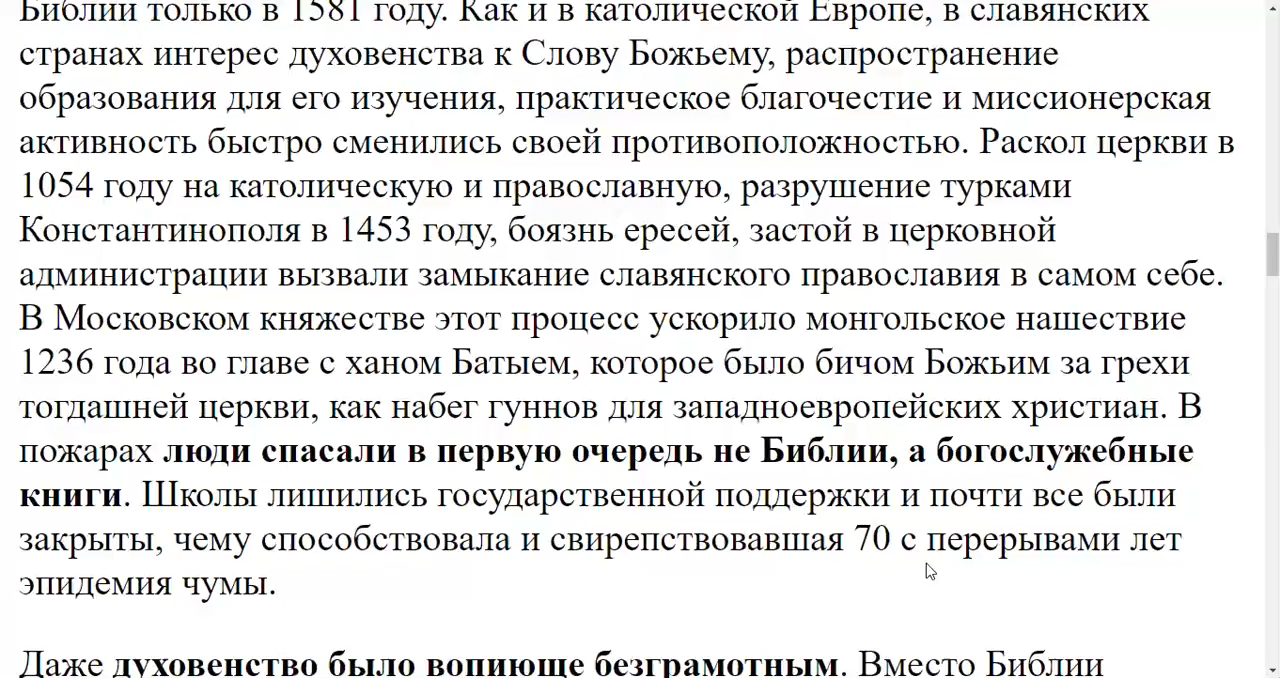 Библии только в 1581 году. Как и в католической Европе, в славянских
странах интерес духовенства к Слову Божьему, распространение
образования для его изучения, практическое благочестие и миссионерская
активность быстро сменились своей противоположностью. Раскол церкви в
1054 году на католическую и православную, разрушение турками
Константинополя в 1453 году, боязнь ересей, застой в церковной
администрации вызвали замыкание славянского православия в самом себе.
В Московском княжестве этот процесс ускорило монгольское нашествие
1236 года во главе с ханом Батыем, которое было бичом Божьим за грехи
тогдашней церкви, как набег гуннов для западноевропейских христиан. В
пожарах люди спасали в первую очередь не Библии, а богослужебные
книги. Школы лишились государственной поддержки и почти все были
закрыты, чему способствовала и свирепствовавшая 70 с перерывами лет
эпидемия чумы.
Даже духовенство было вопиюще безграмотным. Вместо Библии